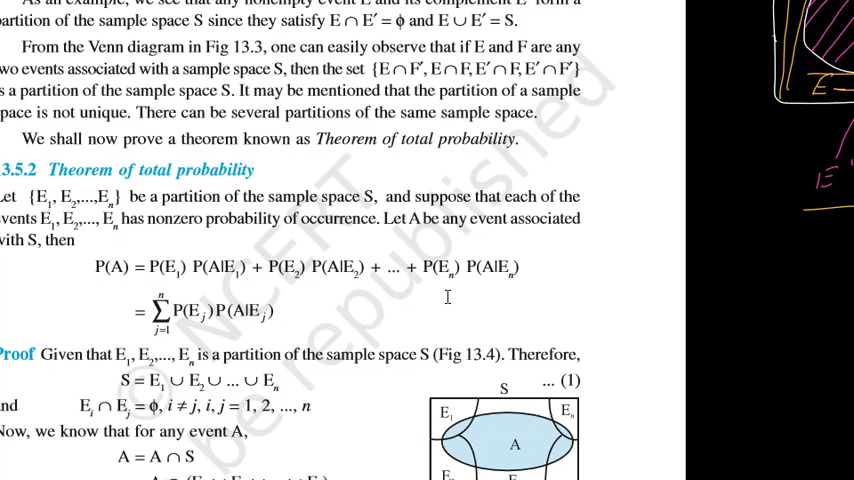 As an example, we see that any nonempty event E and its complement E′ form a
partition of the sample space S since they satisfy E ∩ E′ = ϕ and E ∪ E′ = S.
From the Venn diagram in Fig 13.3, one can easily observe that if E and F are any
two events associated with a sample space S, then the set {E ∩ F′, E ∩ F, E′ ∩ F, E′ ∩ F′}
is a partition of the sample space S. It may be mentioned that the partition of a sample
space is not unique. There can be several partitions of the same sample space.
We shall now prove a theorem known as Theorem of total probability.
13.5.2 Theorem of total probability
Let {E₁, E₂,...,Eₙ} be a partition of the sample space S, and suppose that each of the
events E₁, E₂,..., Eₙ has nonzero probability of occurrence. Let A be any event associated
with S, then
P(A) = P(E₁) P(A|E₁) + P(E₂) P(A|E₂) + ... + P(Eₙ) P(A|Eₙ)
= ∑ⁿⱼ₌₁ P(Eⱼ) P(A|Eⱼ)
Proof Given that E₁, E₂,..., Eₙ is a partition of the sample space S (Fig 13.4). Therefore,
S = E₁ ∪ E₂ ∪ ... ∪ Eₙ ... (1)
and Eᵢ ∩ Eⱼ = ϕ, i ≠ j, i, j = 1, 2, ..., n
Now, we know that for any event A,
A = A ∩ S
S
E₁
Eₙ
A
© NCERT
be republished
E
E